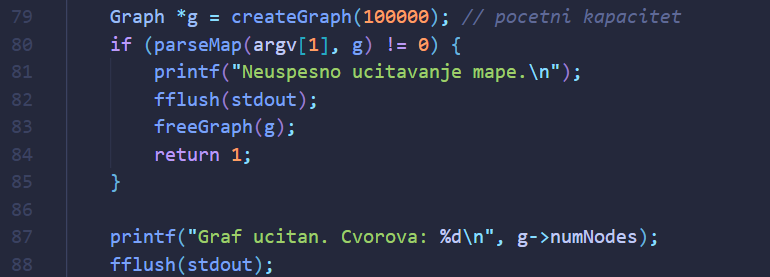 79 Graph *g = createGraph(100000); // pocetni kapacitet
80 if (parseMap(argv[1], g) != 0) {
81 printf("Neuspesno ucitavanje mape.\n");
82 fflush(stdout);
83 freeGraph(g);
84 return 1;
85 }
86
87 printf("Graf ucitan. Cvorova: %d\n", g->numNodes);
88 fflush(stdout);